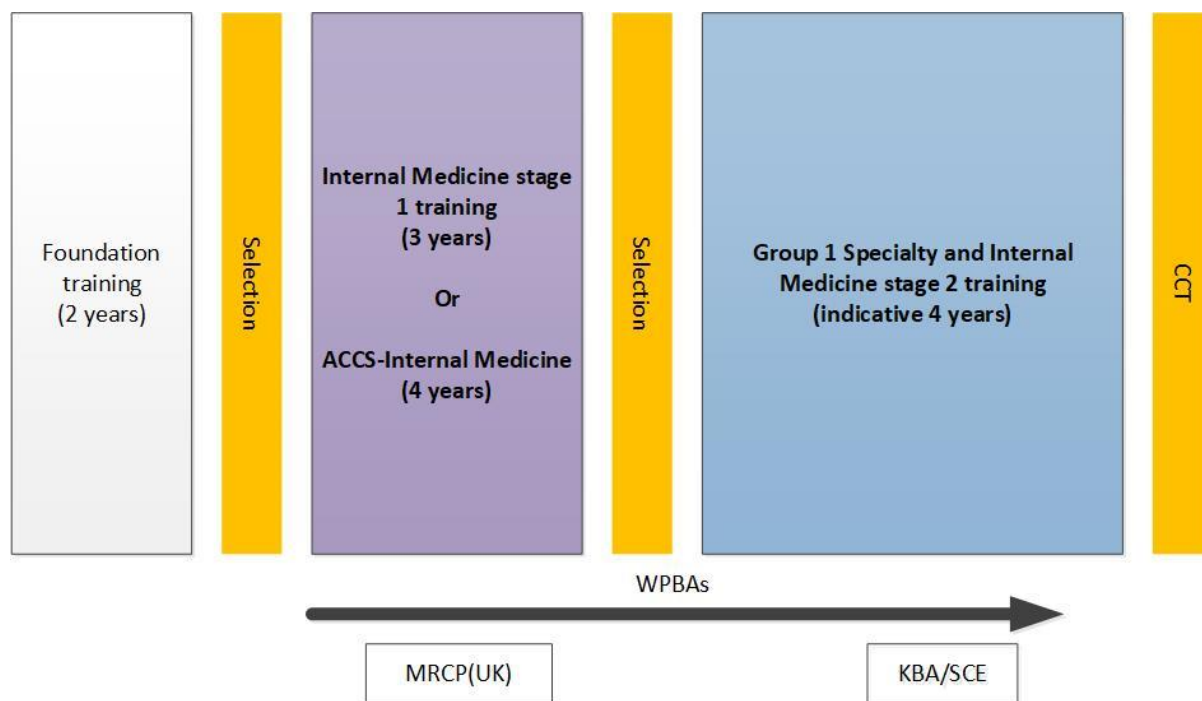 Foundation
training
(2 years)
Selection
Internal Medicine stage
1 training
(3 years)
Or
ACCS-Internal Medicine
(4 years)
Selection
Group 1 Specialty and Internal
Medicine stage 2 training
(indicative 4 years)
CCT
WPBAs
MRCP(UK)
KBA/SCE